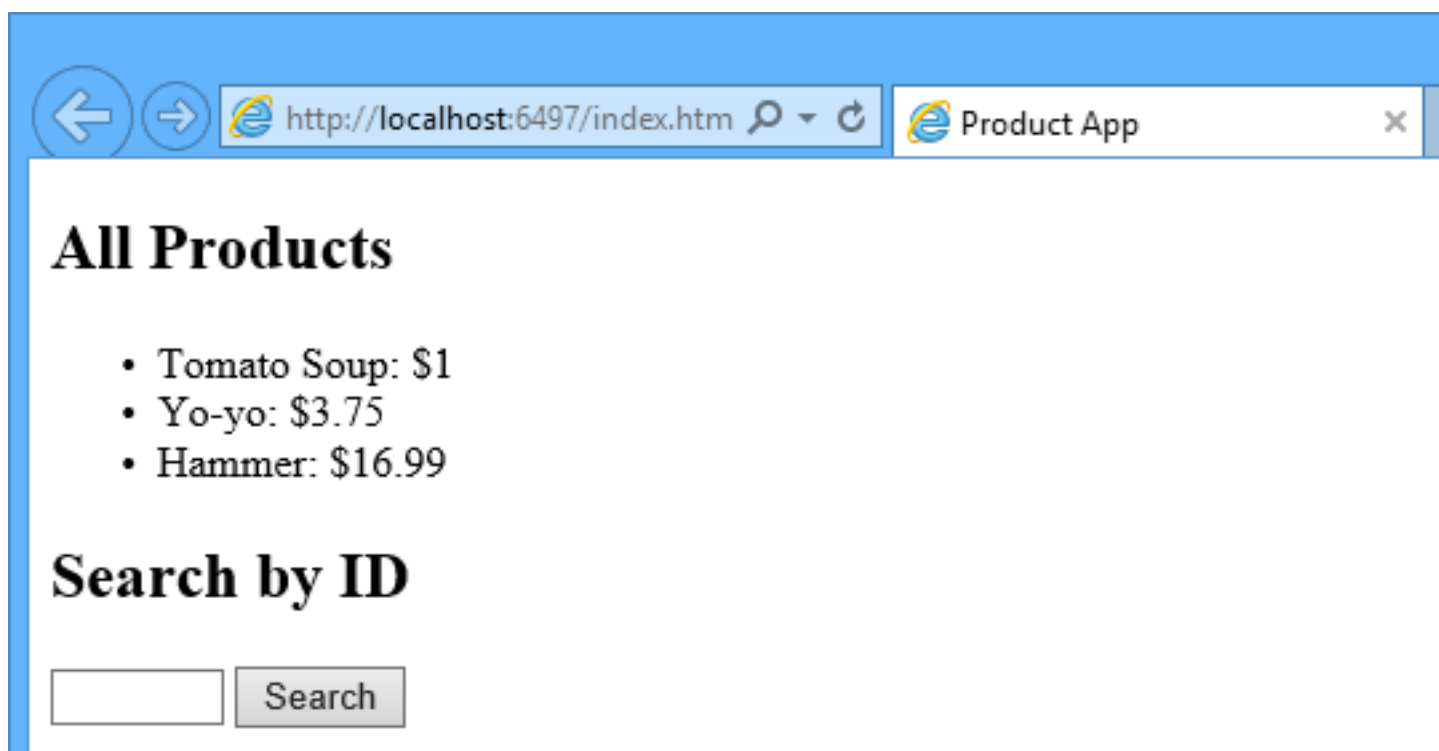 http://localhost:6497/index.htm
Product App
All Products
• Tomato Soup: $1
• Yo-yo: $3.75
• Hammer: $16.99
Search by ID
Search